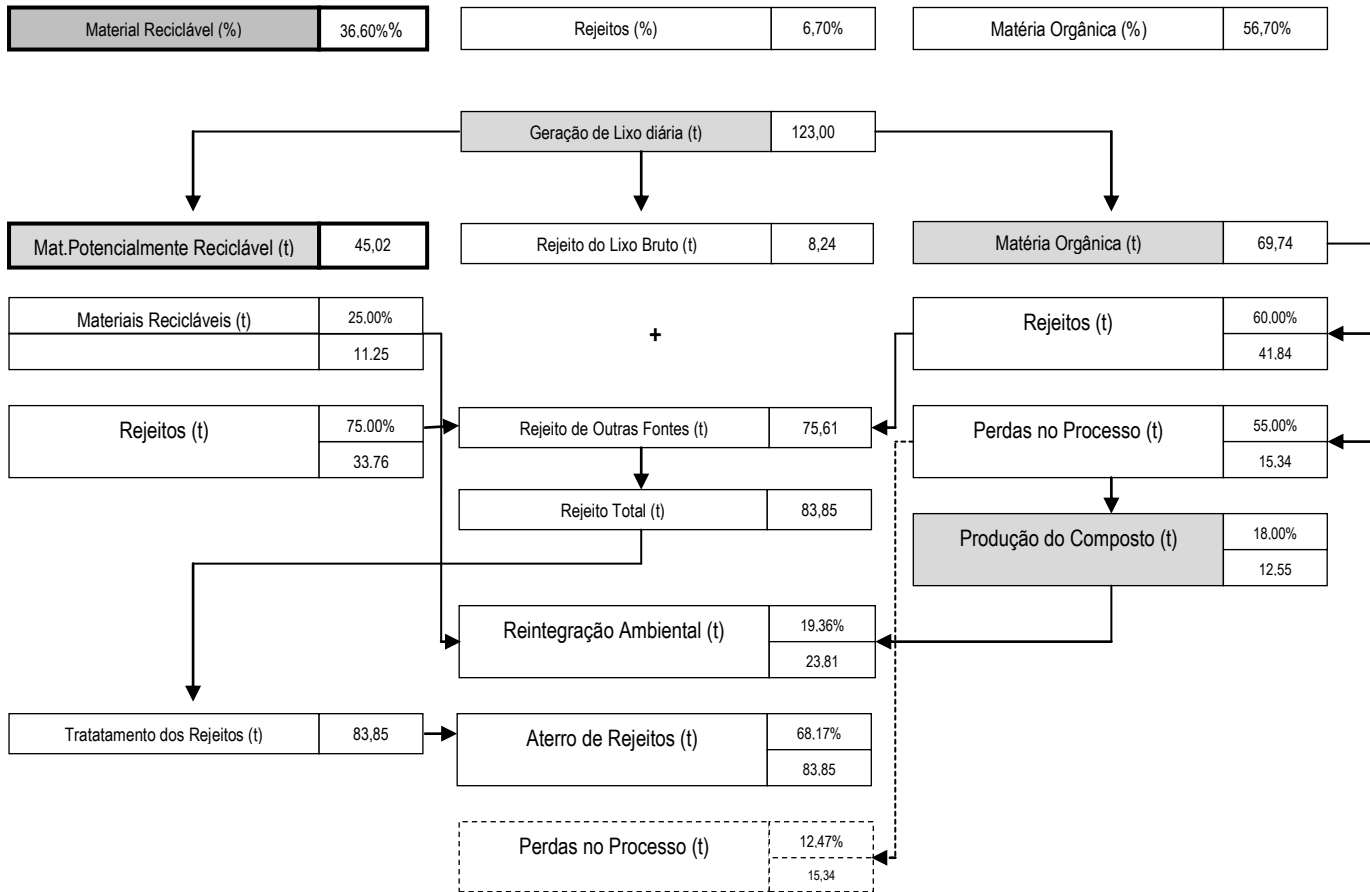 Material Reciclável (%) 36.60%% Rejeitos (%) 6,70% Matéria Orgânica (%) 56,70%
Geração de Lixo diária (t) 123,00
Mat.Potencialmente Reciclável (t) 45,02 Rejeito do Lixo Bruto (t) 8,24 Matéria Orgânica (t) 69,74
Materiais Recicláveis (t) 25.00% + Rejeitos (t) 60.00%
11.25 41,84
Rejeitos (t) 75.00% Rejeito de Outras Fontes (t) 75,61 Perdas no Processo (t) 55.00%
33.76 15,34
Rejeito Total (t) 83,85
Produção do Composto (t) 18.00%
12,55
Reintegração Ambiental (t) 19,36%
23,81
Tratatamento dos Rejeitos (t) 83,85 Aterro de Rejeitos (t) 68,17%
83,85
Perdas no Processo (t) 12,47%
15,34